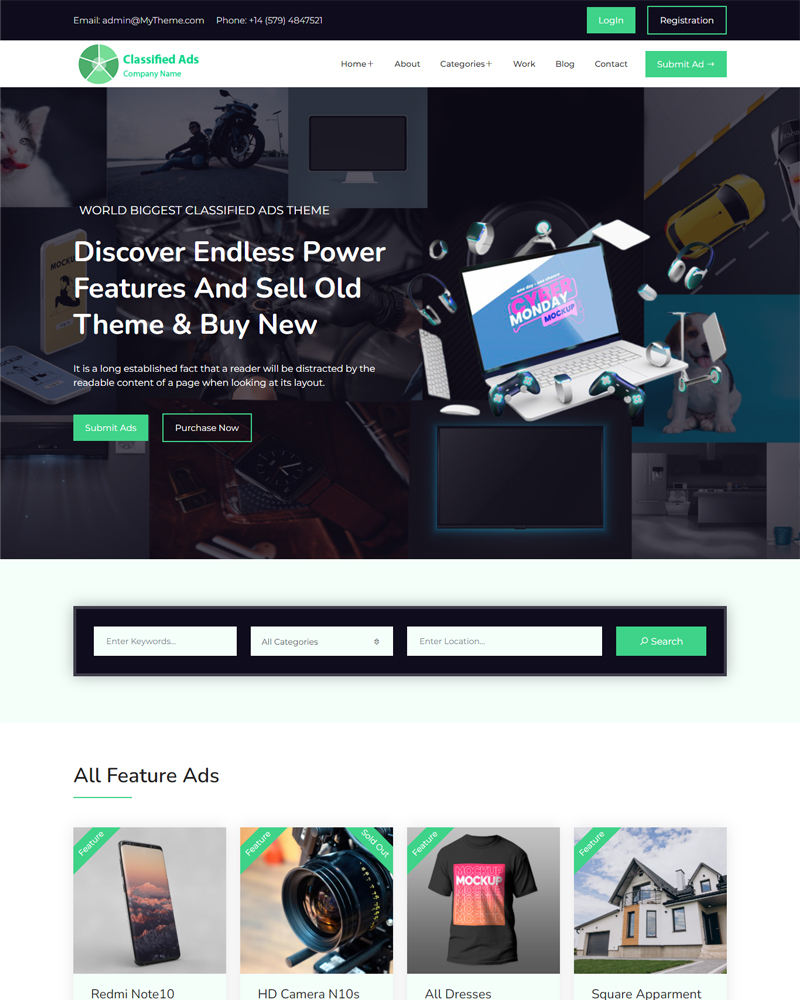 Email: admin@MyTheme.com Phone: +14 (579) 4847521
LogIn
Registration
Classified Ads
Company Name
Home+
About
Categories+
Work
Blog
Contact
Submit Ad →
WORLD BIGGEST CLASSIFIED ADS THEME
Discover Endless Power
Features And Sell Old
Theme & Buy New
It is a long established fact that a reader will be distracted by the
readable content of a page when looking at its layout.
Submit Ads
Purchase Now
CYBER
MONDAY
MOCKUP
Enter Keywords...
All Categories
Enter Location...
Search
All Feature Ads
Feature
Feature
Sold Out
Feature
MOCKUP
Feature
Redmi Note10
HD Camera N10s
All Dresses
Square Apparment